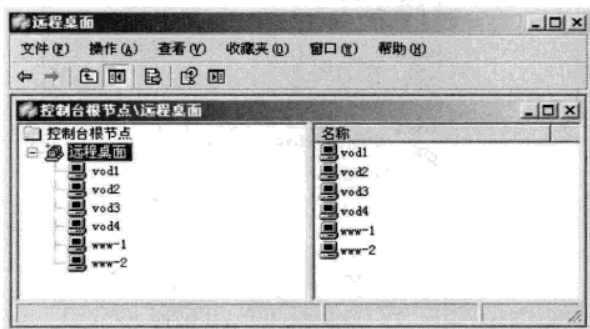 远程桌面
文件(F) 操作(A) 查看(V) 收藏夹(O) 窗口(W) 帮助(H)
控制台根节点\远程桌面
控制台根节点
远程桌面
vod1
vod2
vod3
vod4
www-1
www-2
名称
vod1
vod2
vod3
vod4
www-1
www-2